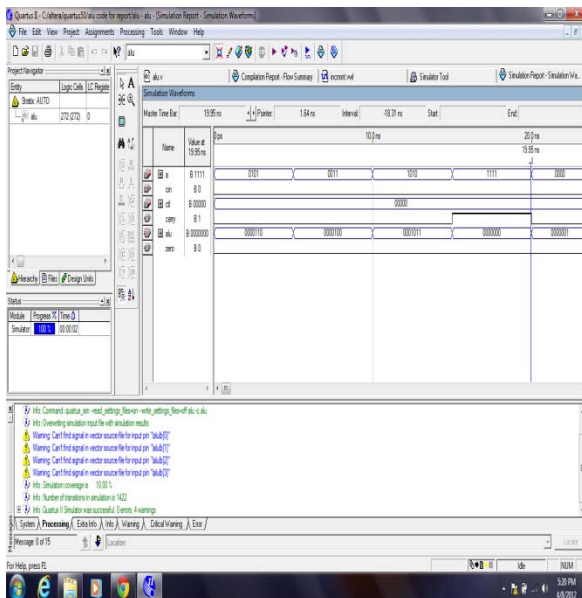 Quartus II - C:/altera/quartus50/alu code for report/alu - alu - [Simulation Report - Simulation Waveforms]
File Edit View Project Assignments Processing Tools Window Help
alu
Project Navigator
Entity Logic Cells LC Registe
Stratix: AUTO
alu 272 (272) 0
Hierarchy Files Design Units
Status
Module Progress % Time
Simulator 100 % 00:00:02
alu.v Compilation Report - Flow Summary incrmnt.vwf Simulator Tool Simulation Report - Simulation Wa...
Simulation Waveforms
Master Time Bar: 19.95 ns Pointer: 1.64 ns Interval: -18.31 ns Start: End:
Name Value at 19.95 ns 0 ps 10.0 ns 20.0 ns
19.95 ns
a B 1111 0101 0011 1010 1111 0000
cin B 0
ctl B 00000 00000
carry B 1
alu B 0000000 0000110 0000100 0001011 0000000 0000001
zero B 0
Info: Command: quartus_sim --read_settings_files=on --write_settings_files=off alu -c alu
Info: Overwriting simulation input file with simulation results
Warning: Can't find signal in vector source file for input pin "alub[0]"
Warning: Can't find signal in vector source file for input pin "alub[1]"
Warning: Can't find signal in vector source file for input pin "alub[2]"
Warning: Can't find signal in vector source file for input pin "alub[3]"
Info: Simulation coverage is 10.00 %
Info: Number of transitions in simulation is 1422
Info: Quartus II Simulator was successful. 0 errors, 4 warnings
System Processing Extra Info Info Warning Critical Warning Error
Messages
Message: 0 of 15 Location: Locate
For Help, press F1 Idle NUM
5:20 PM